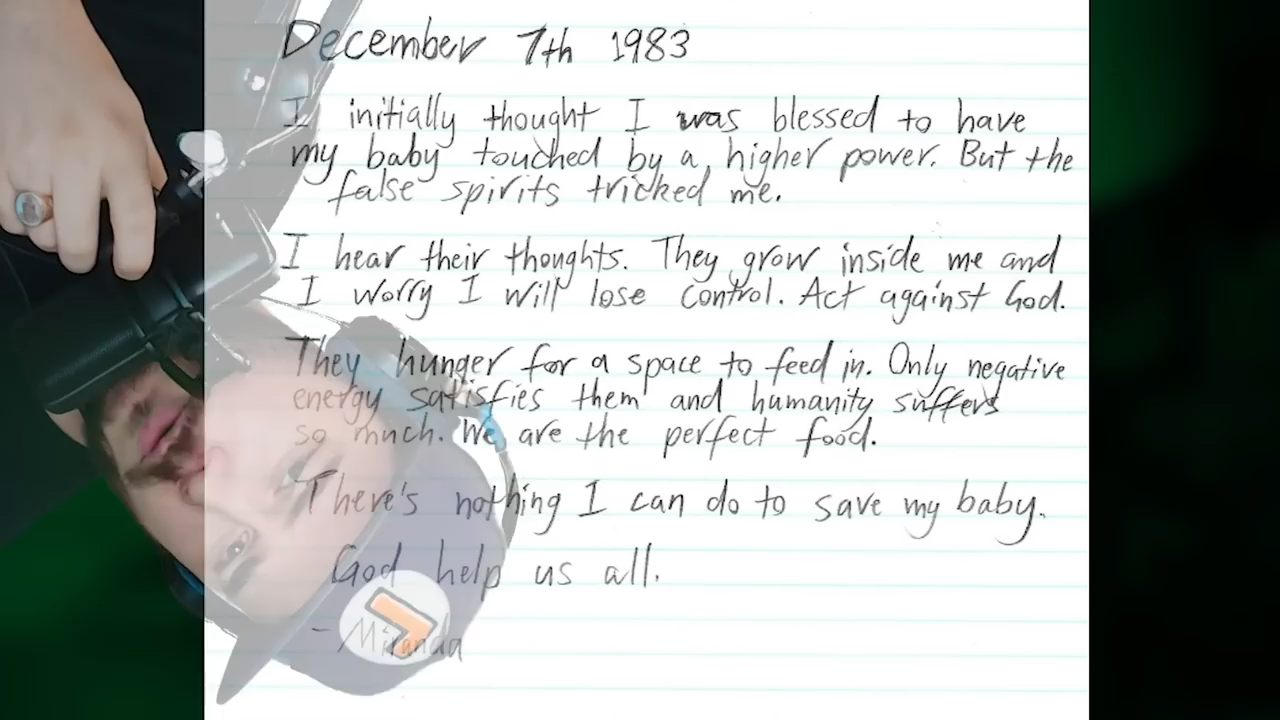 December 7th 1983
I initially thought I was blessed to have
my baby touched by a higher power. But the
false spirits tricked me.
I hear their thoughts. They grow inside me and
I worry I will lose control. Act against God.
They hunger for a space to feed in. Only negative
energy satisfies them and humanity suffers
so much. We are the perfect food.
There's nothing I can do to save my baby.
God help us all.
- Miranda